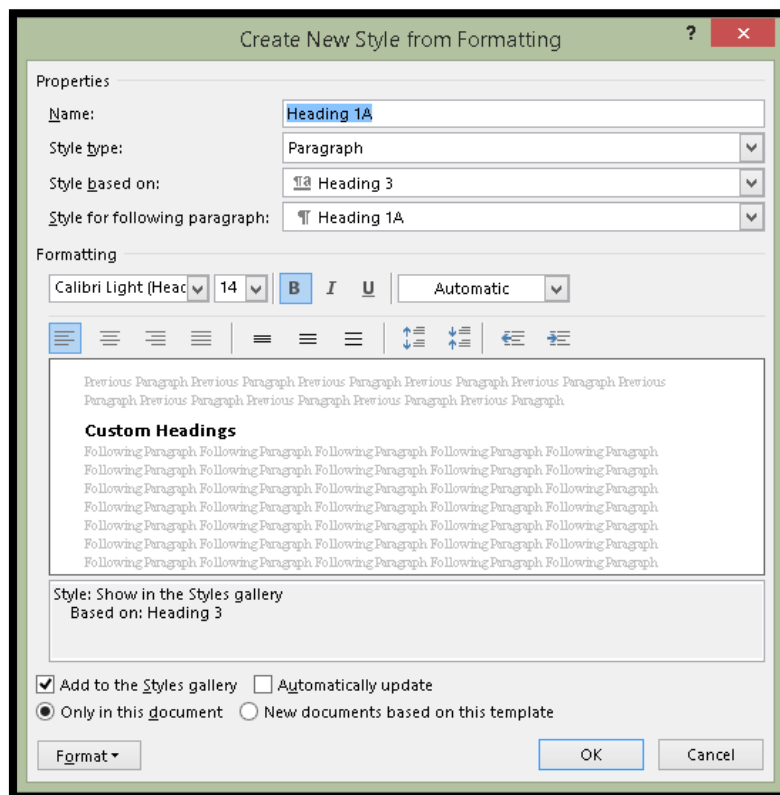 Create New Style from Formatting
? ×
Properties
Name: Heading 1A
Style type: Paragraph
Style based on: ¶a Heading 3
Style for following paragraph: ¶ Heading 1A
Formatting
Calibri Light (Head 14 B I U Automatic
Previous Paragraph Previous Paragraph Previous Paragraph Previous Paragraph Previous Paragraph Previous
Paragraph Previous Paragraph Previous Paragraph Previous Paragraph Previous Paragraph
Custom Headings
Following Paragraph Following Paragraph Following Paragraph Following Paragraph Following Paragraph
Following Paragraph Following Paragraph Following Paragraph Following Paragraph Following Paragraph
Following Paragraph Following Paragraph Following Paragraph Following Paragraph Following Paragraph
Following Paragraph Following Paragraph Following Paragraph Following Paragraph Following Paragraph
Following Paragraph Following Paragraph Following Paragraph Following Paragraph Following Paragraph
Following Paragraph Following Paragraph Following Paragraph Following Paragraph Following Paragraph
Following Paragraph Following Paragraph Following Paragraph Following Paragraph Following Paragraph
Style: Show in the Styles gallery
Based on: Heading 3
Add to the Styles gallery Automatically update
Only in this document New documents based on this template
Format OK Cancel